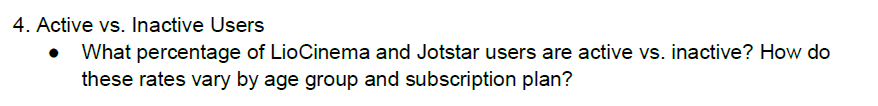 4. Active vs. Inactive Users
● What percentage of LioCinema and Jotstar users are active vs. inactive? How do
these rates vary by age group and subscription plan?